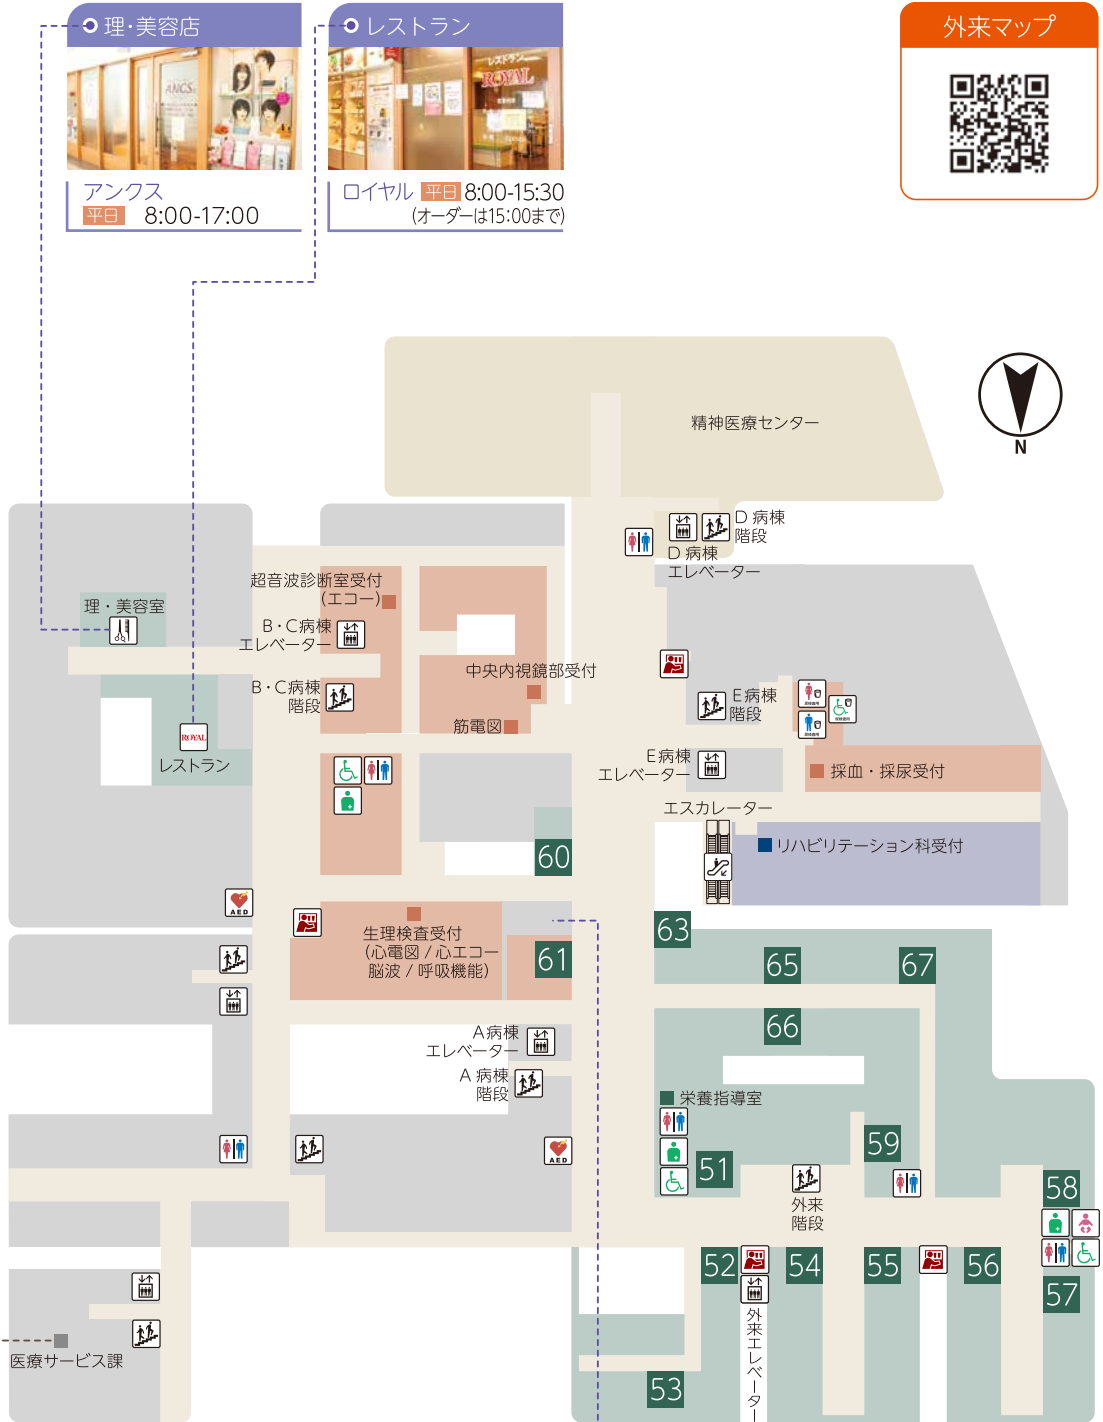 理・美容店
レストラン
外来マップ
ANGS
レストラン
ROYAL
アンクス
平日 8:00-17:00
ロイヤル 平日 8:00-15:30
(オーダーは15:00まで)
精神医療センター
N
D 病棟
階段
D 病棟
エレベーター
超音波診断室受付
(エコー)
理・美容室
B・C病棟
エレベーター
中央内視鏡部受付
B・C病棟
階段
E病棟
階段
筋電図
ROYAL
レストラン
E病棟
エレベーター
採血・採尿受付
エスカレーター
リハビリテーション科受付
60
AED
生理検査受付
(心電図 / 心エコー
脳波 / 呼吸機能)
63
61
65
67
66
A病棟
エレベーター
A 病棟
階段
栄養指導室
AED
59
51
58
外来
階段
52
54
55
56
57
外来エレベーター
医療サービス課
53